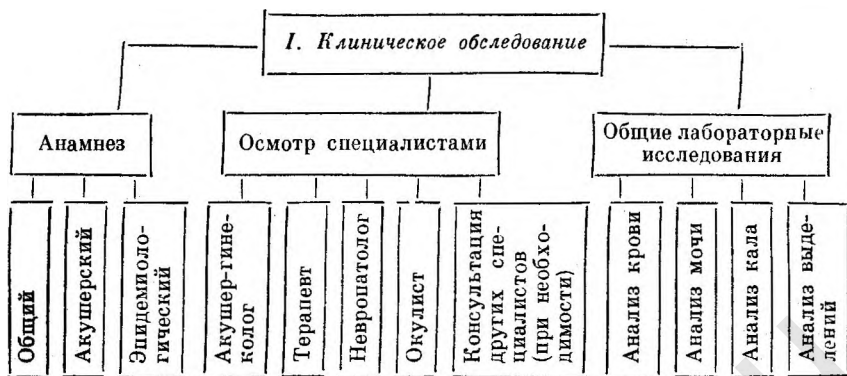 I. Клиническое обследование
Анамнез
Осмотр специалистами
Общие лабораторные
исследования
Общий
Акушерский
Эпидемиоло-
гический
Акушер-гине-
колог
Терапевт
Невропатолог
Окулист
Консультация
других спе-
циалистов
(при необхо-
димости)
Анализ крови
Анализ мочи
Анализ кала
Анализ выде-
лений